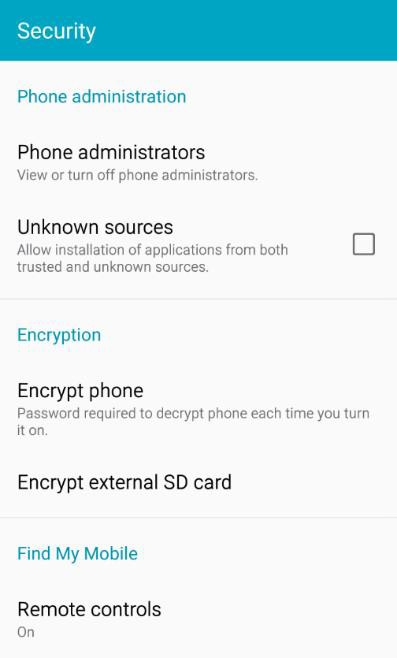 Security
Phone administration
Phone administrators
View or turn off phone administrators.
Unknown sources
Allow installation of applications from both
trusted and unknown sources.
Encryption
Encrypt phone
Password required to decrypt phone each time you turn
it on.
Encrypt external SD card
Find My Mobile
Remote controls
On